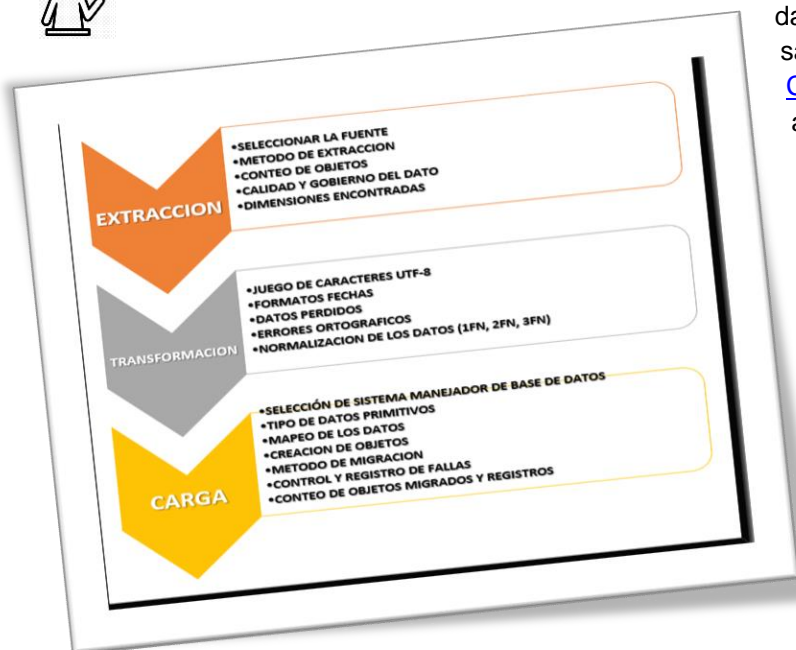 EXTRACCION
•SELECCIONAR LA FUENTE
•METODO DE EXTRACCION
•CONTEO DE OBJETOS
•CALIDAD Y GOBIERNO DEL DATO
•DIMENSIONES ENCONTRADAS
TRANSFORMACION
•JUEGO DE CARACTERES UTF-8
•FORMATOS FECHAS
•DATOS PERDIDOS
•ERRORES ORTOGRAFICOS
•NORMALIZACION DE LOS DATOS (1FN, 2FN, 3FN)
CARGA
•SELECCIÓN DE SISTEMA MANEJADOR DE BASE DE DATOS
•TIPO DE DATOS PRIMITIVOS
•MAPEO DE LOS DATOS
•CREACION DE OBJETOS
•METODO DE MIGRACION
•CONTROL Y REGISTRO DE FALLAS
•CONTEO DE OBJETOS MIGRADOS Y REGISTROS